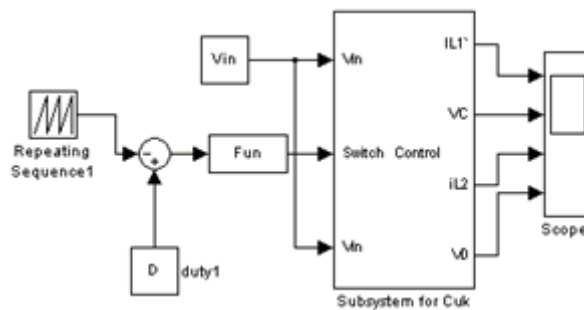 Vin
Repeating
Sequence1
Fun
D
duty1
Vin
Switch Control
Vin
IL1`
VC
iL2
V0
Subsystem for Cuk
Scope